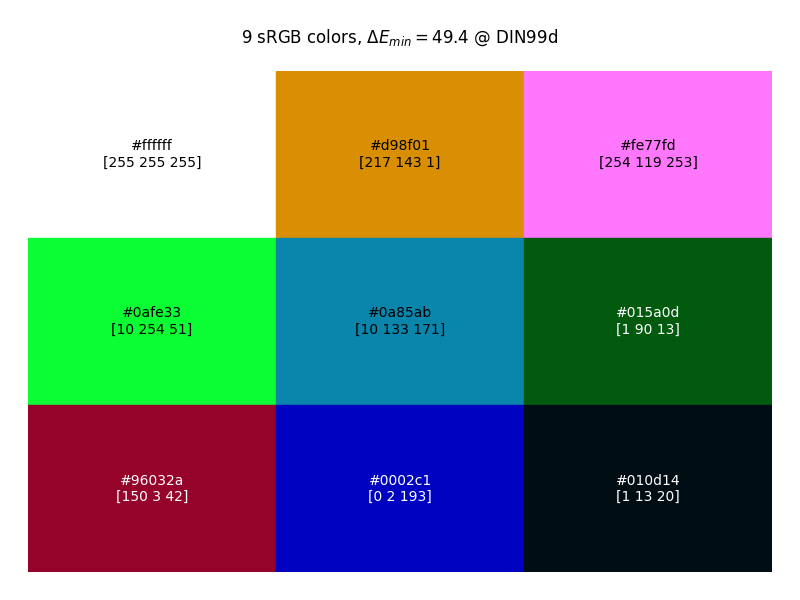 9 sRGB colors, ΔE_min = 49.4 @ DIN99d
#ffffff
[255 255 255]
#d98f01
[217 143 1]
#fe77fd
[254 119 253]
#0afe33
[10 254 51]
#0a85ab
[10 133 171]
#015a0d
[1 90 13]
#96032a
[150 3 42]
#0002c1
[0 2 193]
#010d14
[1 13 20]